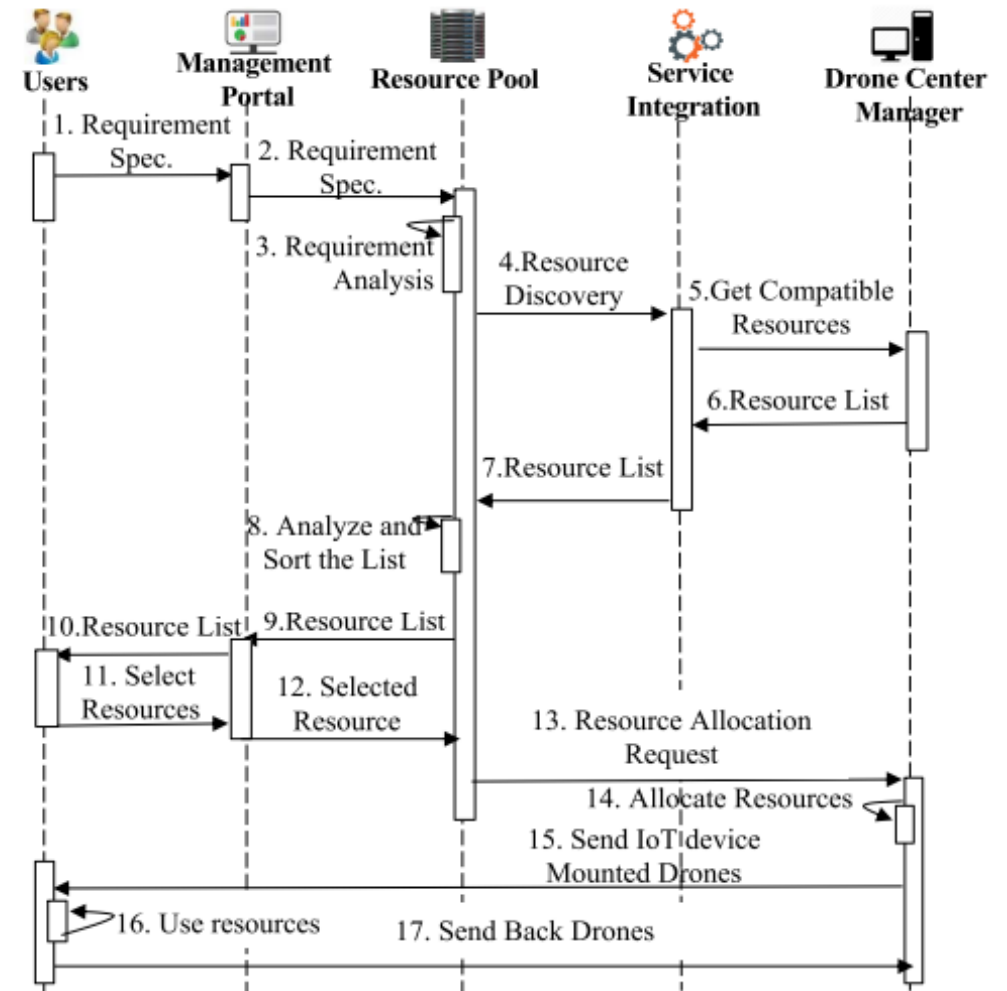 Users
Management
Portal
Resource Pool
Service
Integration
Drone Center
Manager
1. Requirement
Spec.
2. Requirement
Spec.
3. Requirement
Analysis
4.Resource
Discovery
5.Get Compatible
Resources
6.Resource List
7.Resource List
8. Analyze and
Sort the List
9.Resource List
10.Resource List
11. Select
Resources
12. Selected
Resource
13. Resource Allocation
Request
14. Allocate Resources
15. Send IoT device
Mounted Drones
16. Use resources
17. Send Back Drones